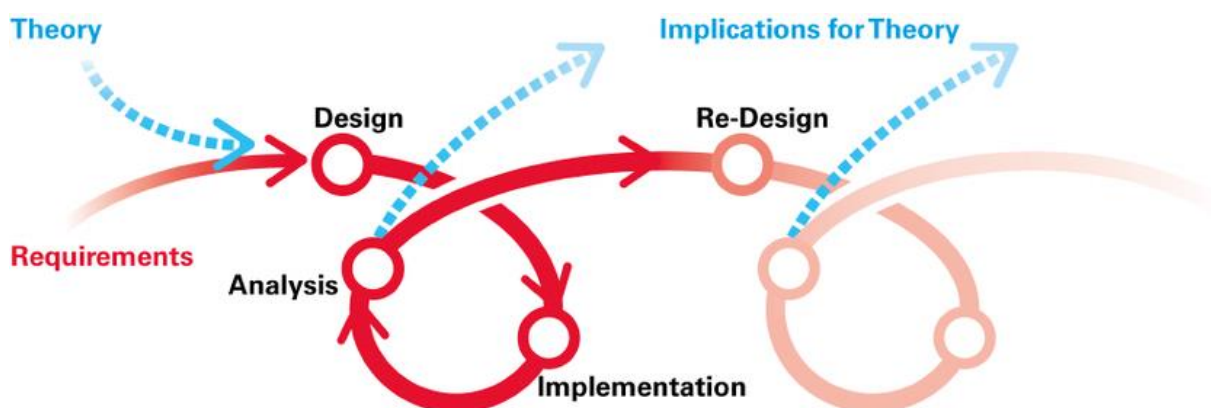 Theory
Implications for Theory
Design
Re-Design
Requirements
Analysis
Implementation